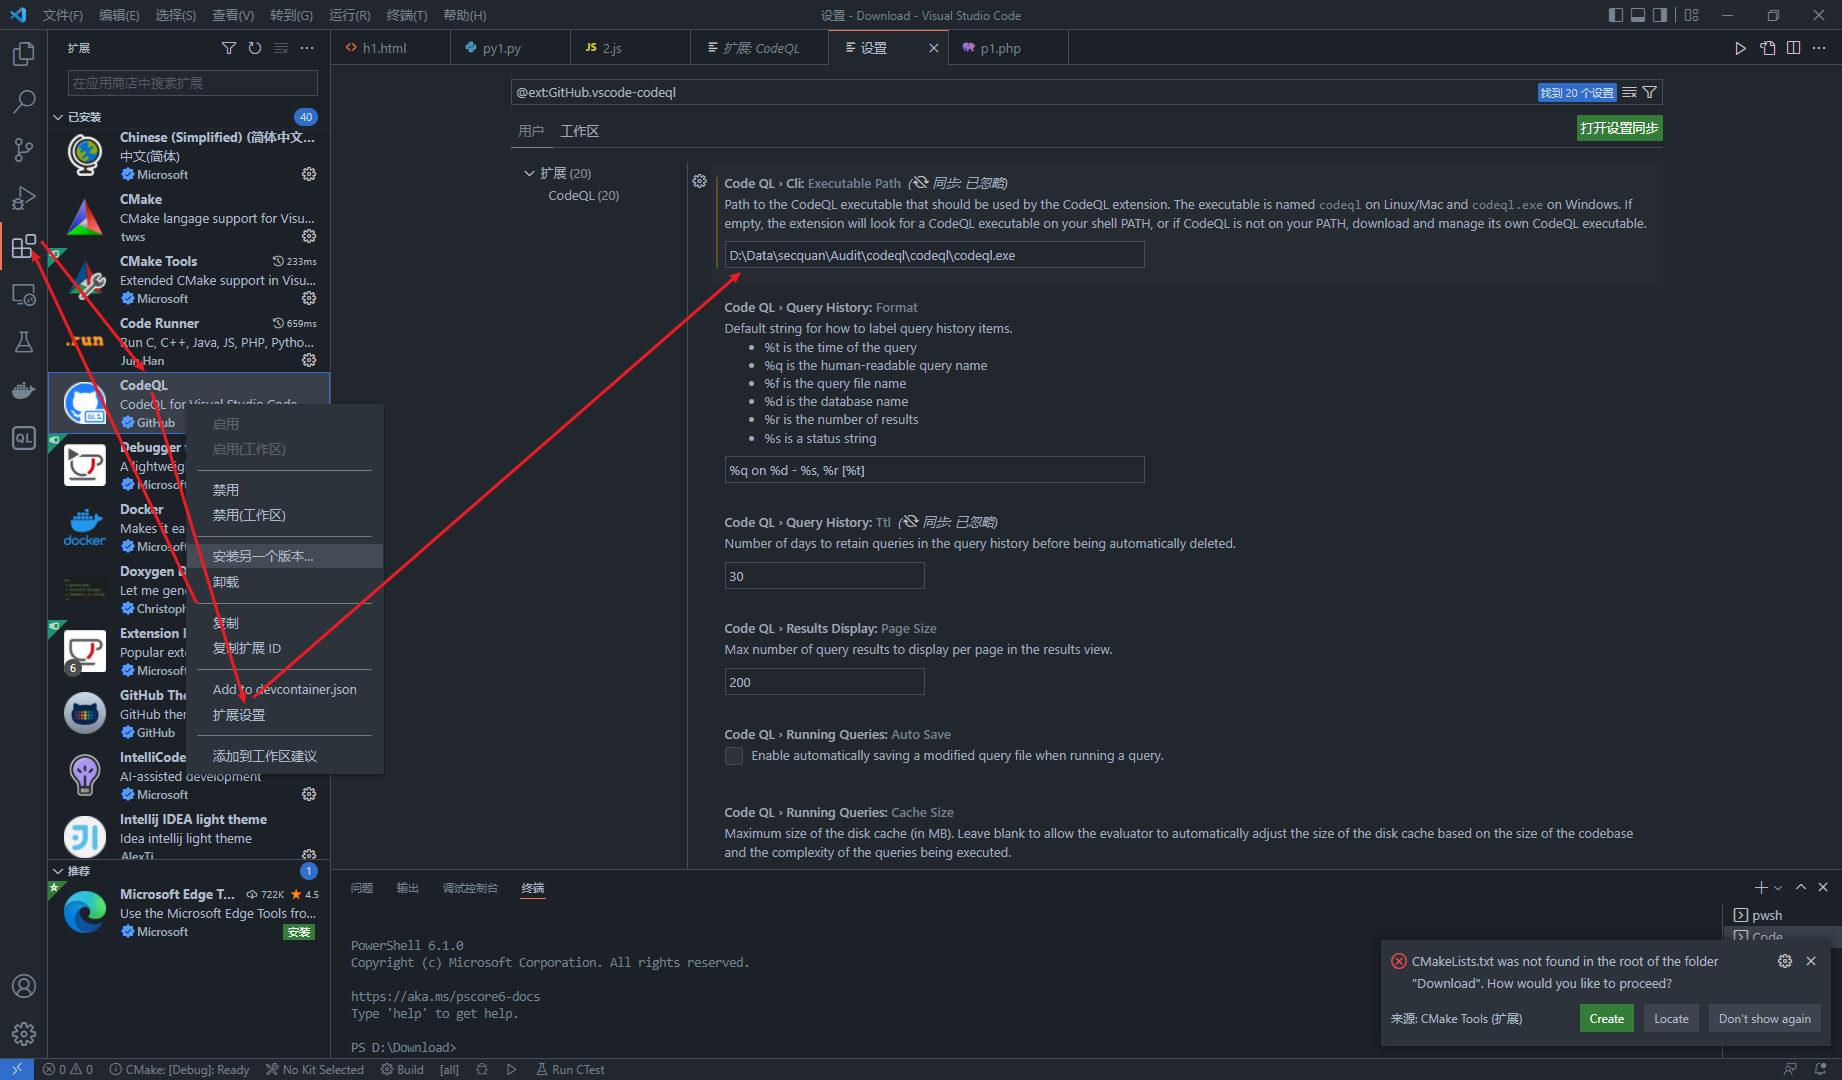 文件(F) 编辑(E) 选择(S) 查看(V) 转到(G) 运行(R) 终端(T) 帮助(H)
设置 - Download - Visual Studio Code
扩展
在应用商店中搜索扩展
已安装 40
Chinese (Simplified) (简体中文...
中文(简体)
Microsoft
CMake
CMake langage support for Visu...
twxs
CMake Tools 233ms
Extended CMake support in Visu...
Microsoft
Code Runner 659ms
.run
Run C, C++, Java, JS, PHP, Pytho...
Jun Han
CodeQL
CodeQL for Visual Studio Code
GitHub
QL
Debugger
A lightweig
Microsoft
Docker
docker
Makes it ea
Microsoft
Doxygen D
Let me gen
Christoph
Extension
Popular ext
Microsoft
6
GitHub The
GitHub ther
GitHub
IntelliCode
AI-assisted development
Microsoft
Intellij IDEA light theme
Idea intellij light theme
AlexTi
推荐 1
Microsoft Edge T... 722K 4.5
Use the Microsoft Edge Tools fro...
Microsoft
安装
启用
启用(工作区)
禁用
禁用(工作区)
安装另一个版本...
卸载
复制
复制扩展 ID
Add to devcontainer.json
扩展设置
添加到工作区建议
h1.html
py1.py
JS 2.js
扩展: CodeQL
设置
p1.php
@ext:GitHub.vscode-codeql
找到 20 个设置
用户 工作区
打开设置同步
扩展 (20)
CodeQL (20)
Code QL › Cli: Executable Path (同步: 已忽略)
Path to the CodeQL executable that should be used by the CodeQL extension. The executable is named codeql on Linux/Mac and codeql.exe on Windows. If
empty, the extension will look for a CodeQL executable on your shell PATH, or if CodeQL is not on your PATH, download and manage its own CodeQL executable.
D:\Data\secquan\Audit\codeql\codeql\codeql.exe
Code QL › Query History: Format
Default string for how to label query history items.
• %t is the time of the query
• %q is the human-readable query name
• %f is the query file name
• %d is the database name
• %r is the number of results
• %s is a status string
%q on %d - %s, %r [%t]
Code QL › Query History: Ttl (同步: 已忽略)
Number of days to retain queries in the query history before being automatically deleted.
30
Code QL › Results Display: Page Size
Max number of query results to display per page in the results view.
200
Code QL › Running Queries: Auto Save
Enable automatically saving a modified query file when running a query.
Code QL › Running Queries: Cache Size
Maximum size of the disk cache (in MB). Leave blank to allow the evaluator to automatically adjust the size of the disk cache based on the size of the codebase
and the complexity of the queries being executed.
问题 输出 调试控制台 终端
PowerShell 6.1.0
Copyright (c) Microsoft Corporation. All rights reserved.
https://aka.ms/pscore6-docs
Type 'help' to get help.
PS D:\Download>
pwsh
Code
CMakeLists.txt was not found in the root of the folder
"Download". How would you like to proceed?
来源: CMake Tools (扩展)
Create
Locate
Don't show again
0 0 CMake: [Debug]: Ready No Kit Selected Build [all] Run CTest